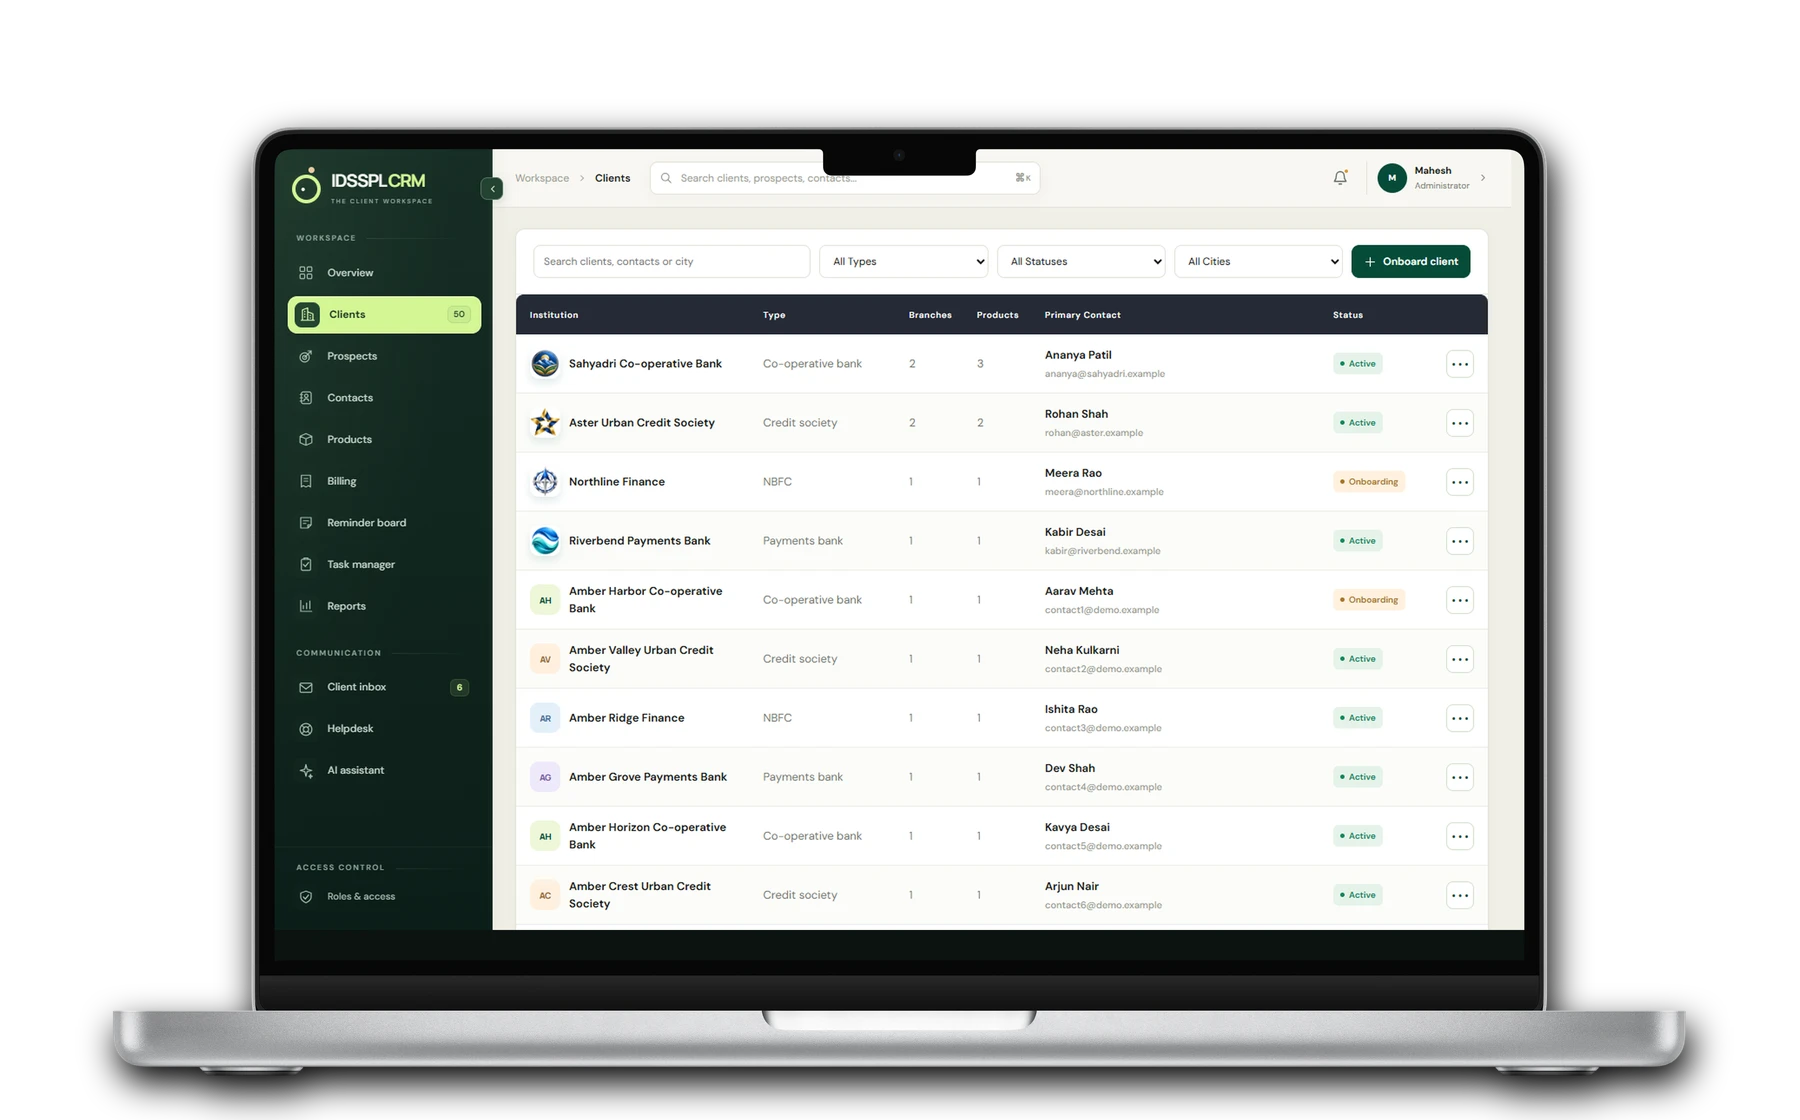 IDSSPLCRM
THE CLIENT WORKSPACE
WORKSPACE
Overview
Clients 50
Prospects
Contacts
Products
Billing
Reminder board
Task manager
Reports
COMMUNICATION
Client inbox 6
Helpdesk
AI assistant
ACCESS CONTROL
Roles & access
Workspace > Clients
Search clients, prospects, contacts... ⌘K
M
Mahesh
Administrator
Search clients, contacts or city
All Types
All Statuses
All Cities
+ Onboard client
Institution Type Branches Products Primary Contact Status
Sahyadri Co-operative Bank Co-operative bank 2 3 Ananya Patil Active
ananya@sahyadri.example
Aster Urban Credit Society Credit society 2 2 Rohan Shah Active
rohan@aster.example
Northline Finance NBFC 1 1 Meera Rao Onboarding
meera@northline.example
Riverbend Payments Bank Payments bank 1 1 Kabir Desai Active
kabir@riverbend.example
AH Amber Harbor Co-operative Co-operative bank 1 1 Aarav Mehta Onboarding
Bank contact1@demo.example
AV Amber Valley Urban Credit Credit society 1 1 Neha Kulkarni Active
Society contact2@demo.example
AR Amber Ridge Finance NBFC 1 1 Ishita Rao Active
contact3@demo.example
AG Amber Grove Payments Bank Payments bank 1 1 Dev Shah Active
contact4@demo.example
AH Amber Horizon Co-operative Co-operative bank 1 1 Kavya Desai Active
Bank contact5@demo.example
AC Amber Crest Urban Credit Credit society 1 1 Arjun Nair Active
Society contact6@demo.example